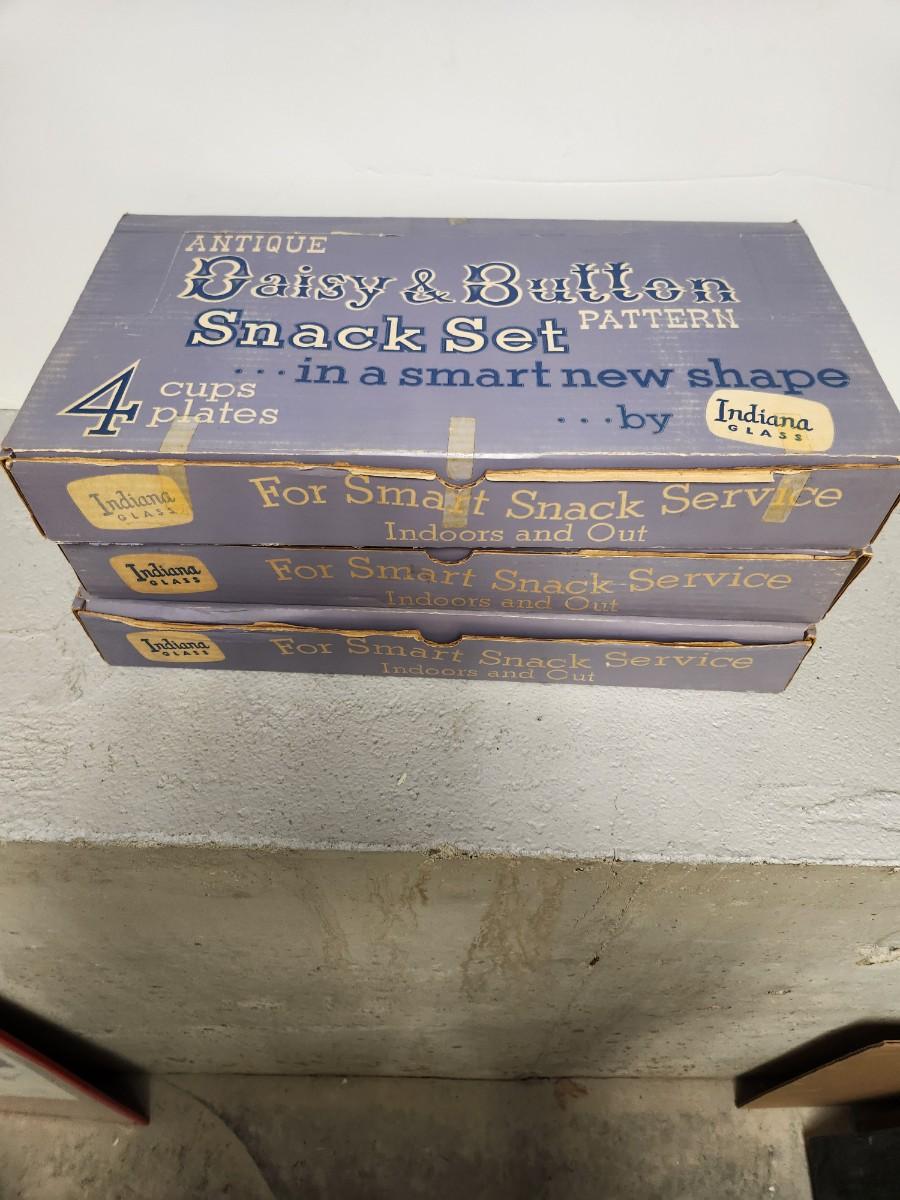 ANTIQUE
Daisy & Button
PATTERN
Snack Set
...in a smart new shape
4 cups
plates
...by
Indiana
GLASS
Indiana
GLASS
For Smart Snack Service
Indoors and Out
Indiana
GLASS
For Smart Snack Service
Indoors and Out
Indiana
GLASS
For Smart Snack Service
Indoors and Out